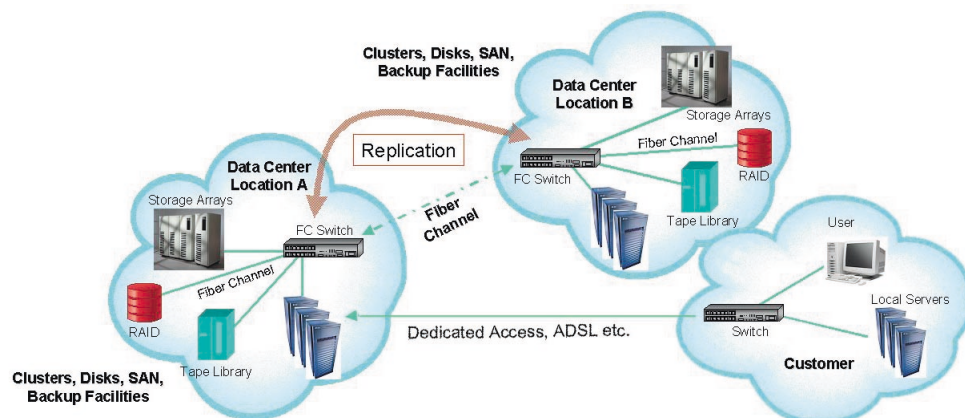 Clusters, Disks, SAN,
Backup Facilities
Data Center
Location B
Storage Arrays
Fiber Channel
RAID
FC Switch
Tape Library
Replication
Fiber
Channel
Data Center
Location A
Storage Arrays
FC Switch
Fiber Channel
RAID
Tape Library
Clusters, Disks, SAN,
Backup Facilities
Dedicated Access, ADSL etc.
User
Local Servers
Switch
Customer